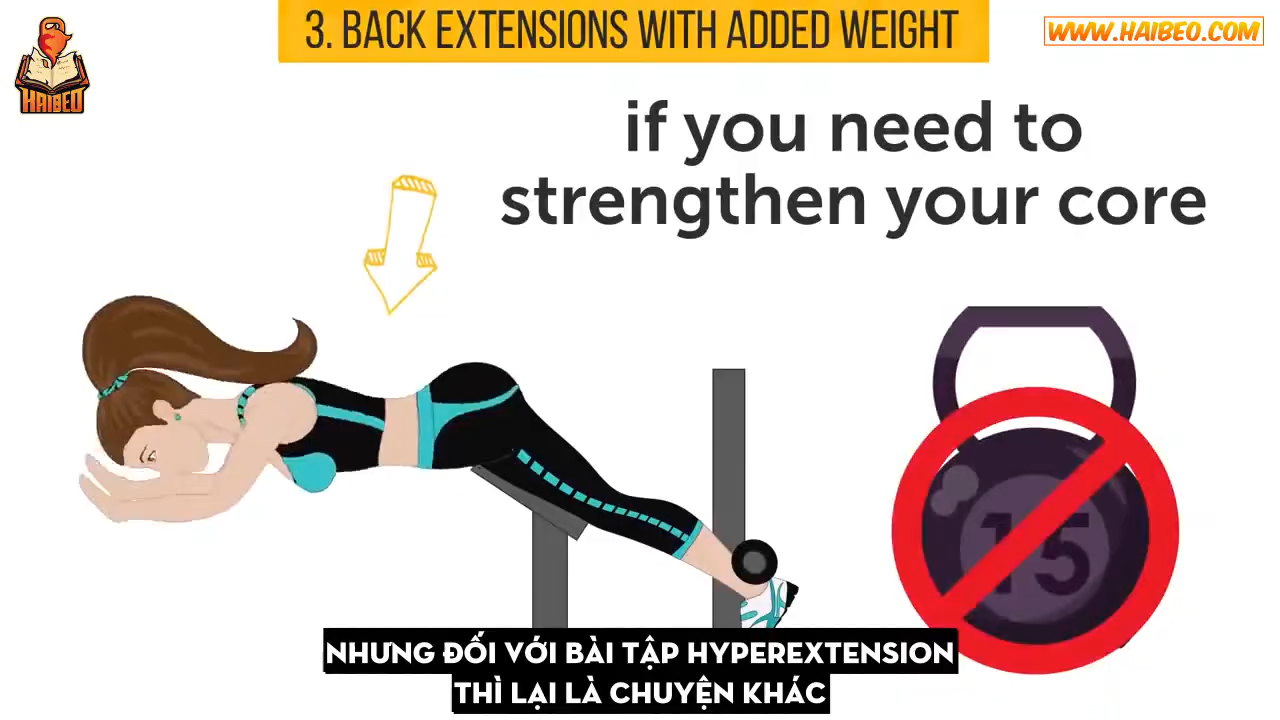 3. BACK EXTENSIONS WITH ADDED WEIGHT
WWW.HAIBEO.COM
HAIBEO
if you need to
strengthen your core
15
NHƯNG ĐỐI VỚI BÀI TẬP HYPEREXTENSION
THÌ LẠI LÀ CHUYỆN KHÁC